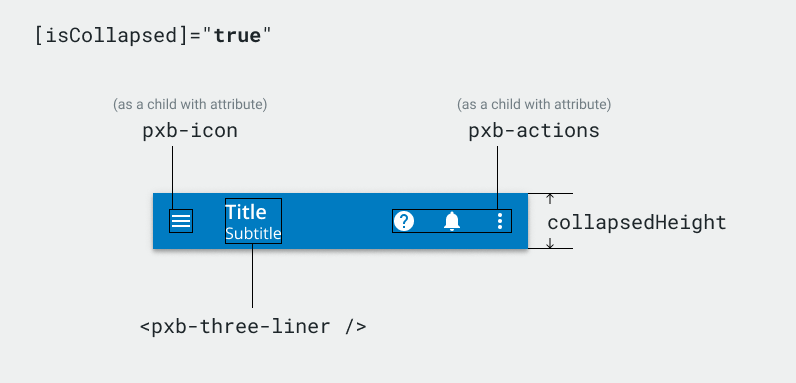 [isCollapsed]="true"
(as a child with attribute)
pxb-icon
(as a child with attribute)
pxb-actions
Title
Subtitle
?
collapsedHeight
<pxb-three-liner />